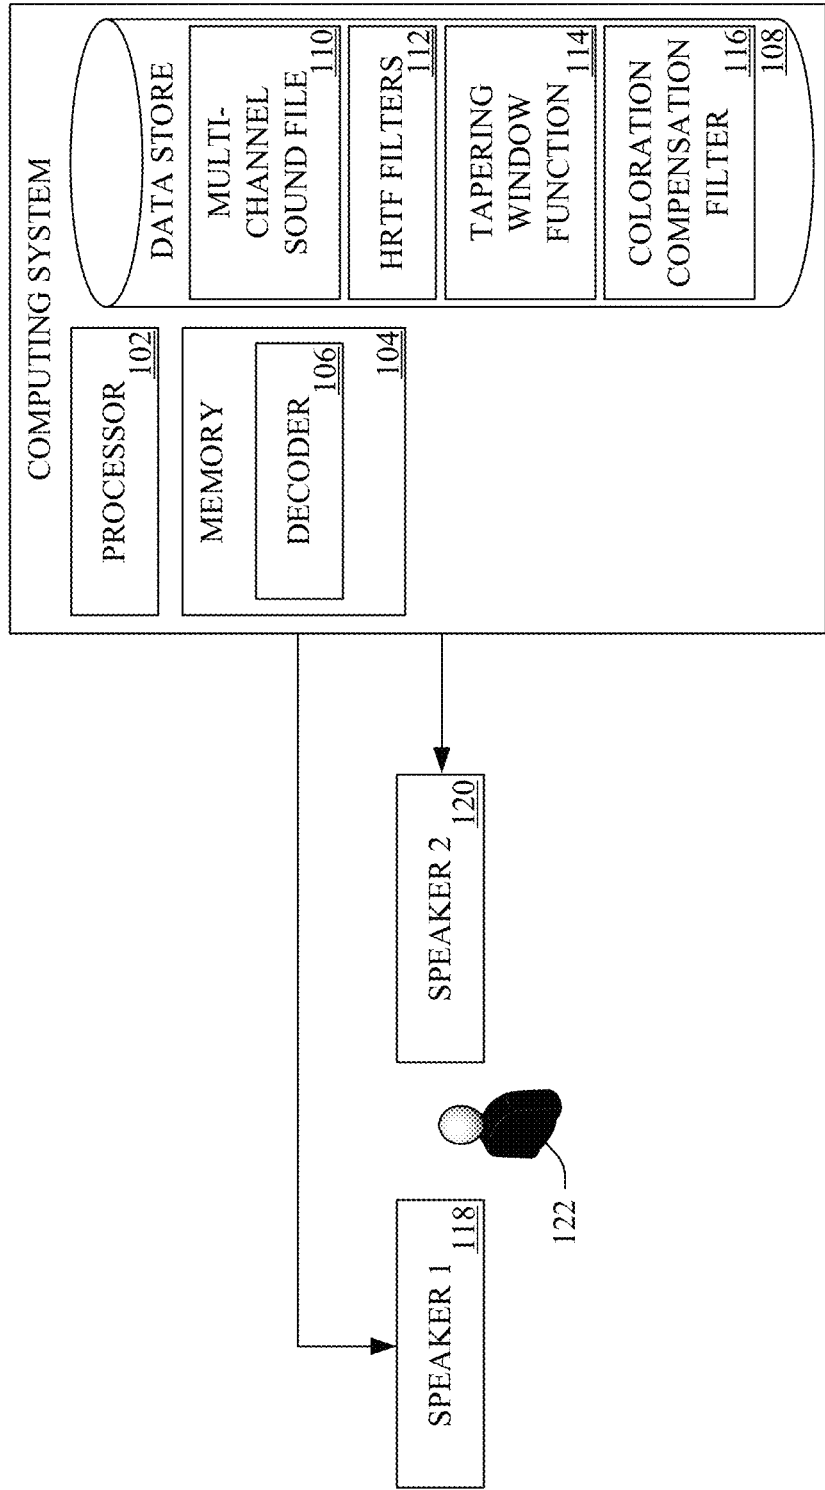 COMPUTING SYSTEM
PROCESSOR
102
MEMORY
DECODER
106
104
DATA STORE
MULTI-
CHANNEL
SOUND FILE
110
HRTF FILTERS
112
TAPERING
WINDOW
FUNCTION
114
COLORATION
COMPENSATION
FILTER
116
108
SPEAKER 1
118
122
SPEAKER 2
120